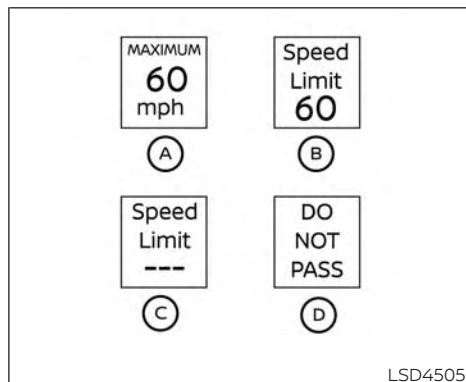 MAXIMUM
60
mph
A
Speed
Limit
60
B
Speed
Limit
---
C
DO
NOT
PASS
D
LSD4505